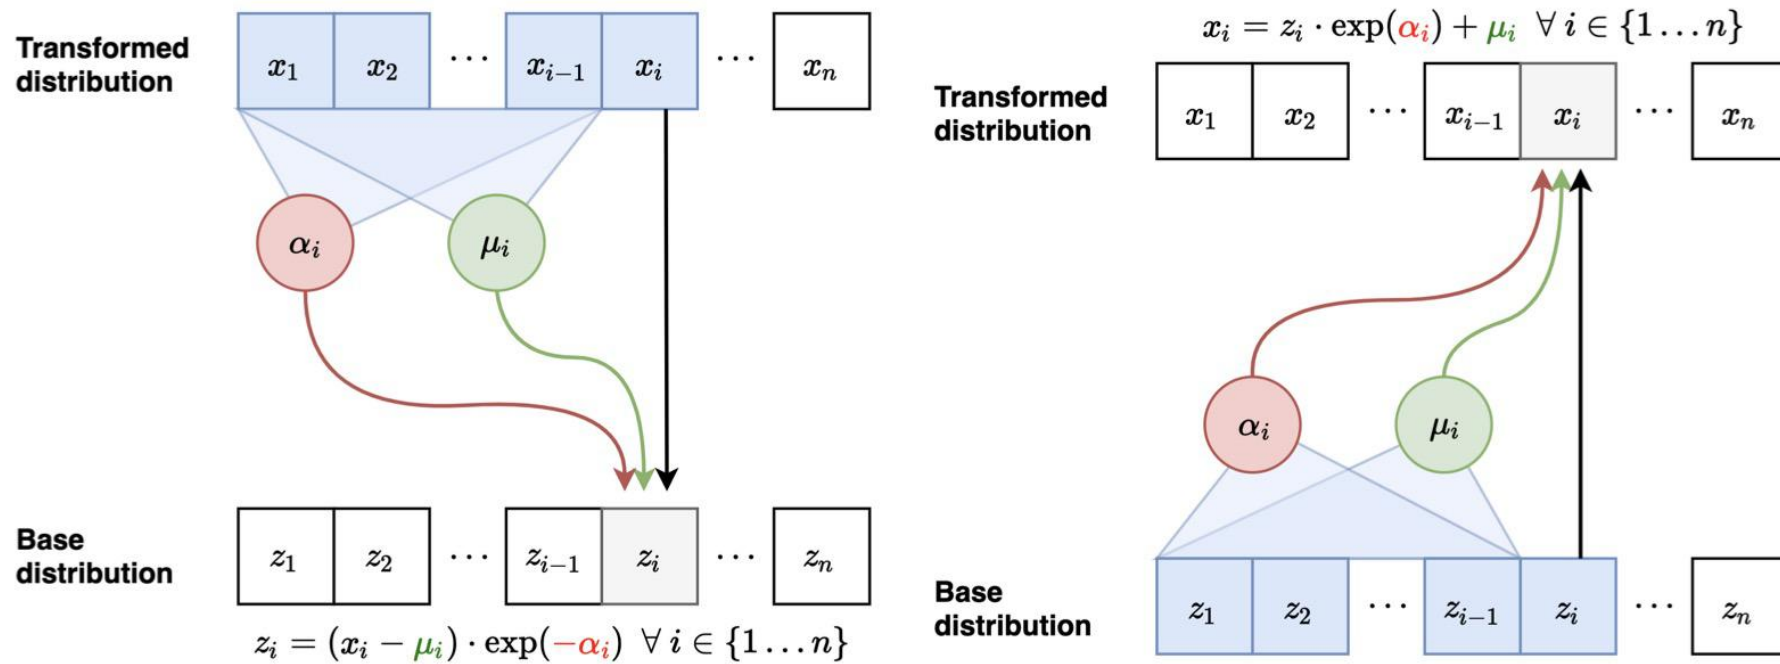 Transformed
distribution
x₁ x₂ ⋯ xᵢ₋₁ xᵢ ⋯ xₙ
αᵢ μᵢ
Base
distribution
z₁ z₂ ⋯ zᵢ₋₁ zᵢ ⋯ zₙ
zᵢ = (xᵢ − μᵢ) · exp(−αᵢ) ∀ i ∈ {1…n}
xᵢ = zᵢ · exp(αᵢ) + μᵢ ∀ i ∈ {1…n}
Transformed
distribution
x₁ x₂ ⋯ xᵢ₋₁ xᵢ ⋯ xₙ
αᵢ μᵢ
Base
distribution
z₁ z₂ ⋯ zᵢ₋₁ zᵢ ⋯ zₙ